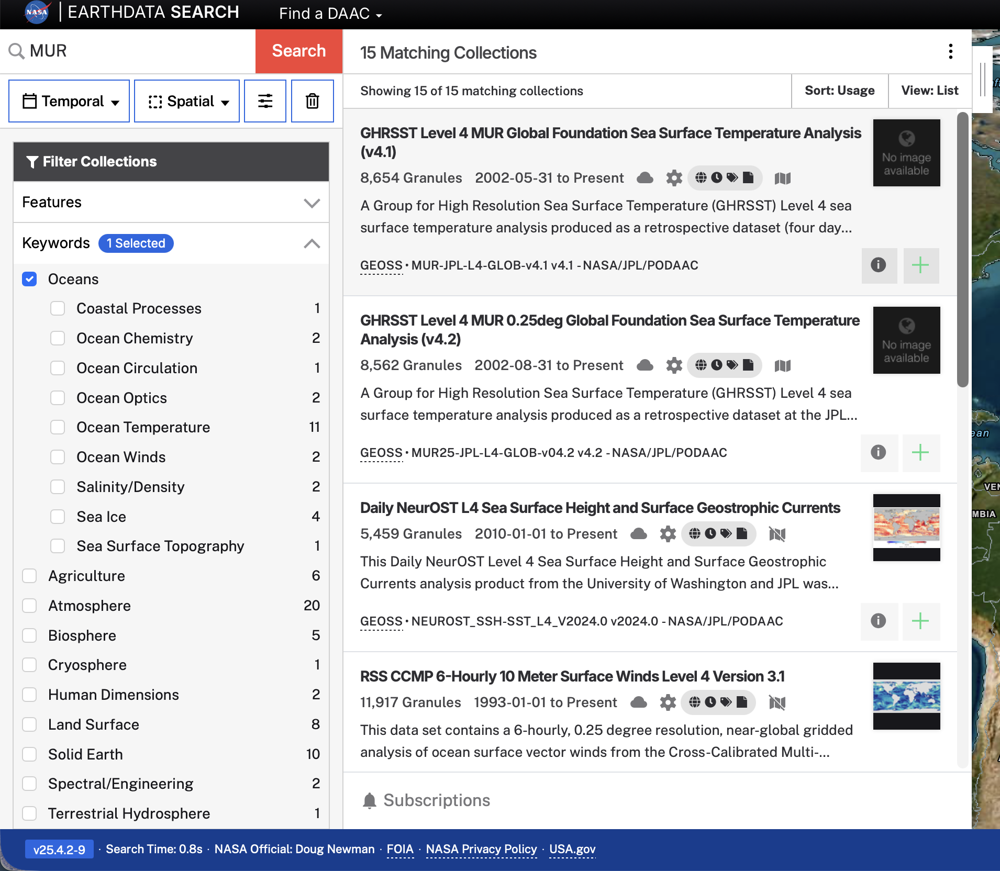 NASA
EARTHDATA SEARCH
Find a DAAC
MUR
Search
Temporal
Spatial
Filter Collections
Features
Keywords 1 Selected
Oceans
Coastal Processes 1
Ocean Chemistry 2
Ocean Circulation 1
Ocean Optics 2
Ocean Temperature 11
Ocean Winds 2
Salinity/Density 2
Sea Ice 4
Sea Surface Topography 1
Agriculture 6
Atmosphere 20
Biosphere 5
Cryosphere 1
Human Dimensions 2
Land Surface 8
Solid Earth 10
Spectral/Engineering 2
Terrestrial Hydrosphere 1
15 Matching Collections
Showing 15 of 15 matching collections
Sort: Usage
View: List
GHRSST Level 4 MUR Global Foundation Sea Surface Temperature Analysis
(v4.1)
8,654 Granules 2002-05-31 to Present
A Group for High Resolution Sea Surface Temperature (GHRSST) Level 4 sea
surface temperature analysis produced as a retrospective dataset (four day...
GEOSS • MUR-JPL-L4-GLOB-v4.1 v4.1 - NASA/JPL/PODAAC
No image
available
GHRSST Level 4 MUR 0.25deg Global Foundation Sea Surface Temperature
Analysis (v4.2)
8,562 Granules 2002-08-31 to Present
A Group for High Resolution Sea Surface Temperature (GHRSST) Level 4 sea
surface temperature analysis produced as a retrospective dataset at the JPL...
GEOSS • MUR25-JPL-L4-GLOB-v04.2 v4.2 - NASA/JPL/PODAAC
No image
available
Daily NeurOST L4 Sea Surface Height and Surface Geostrophic Currents
5,459 Granules 2010-01-01 to Present
This Daily NeurOST Level 4 Sea Surface Height and Surface Geostrophic
Currents analysis product from the University of Washington and JPL was...
GEOSS • NEUROST_SSH-SST_L4_V2024.0 v2024.0 - NASA/JPL/PODAAC
RSS CCMP 6-Hourly 10 Meter Surface Winds Level 4 Version 3.1
11,917 Granules 1993-01-01 to Present
This data set contains a 6-hourly, 0.25 degree resolution, near-global gridded
analysis of ocean surface vector winds from the Cross-Calibrated Multi-...
Subscriptions
ean
VEN
MBIA
v25.4.2-9 · Search Time: 0.8s · NASA Official: Doug Newman · FOIA · NASA Privacy Policy · USA.gov